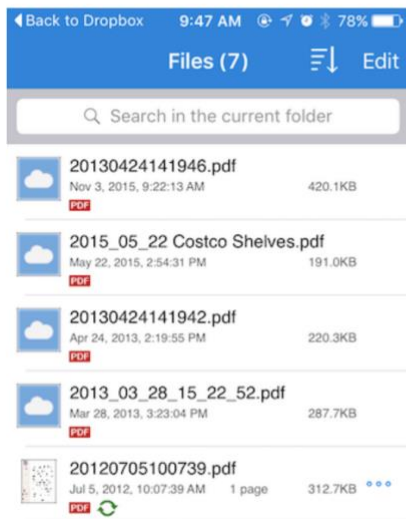 Back to Dropbox 9:47 AM 78%
Files (7) Edit
Search in the current folder
20130424141946.pdf
Nov 3, 2015, 9:22:13 AM 420.1KB
PDF
2015_05_22 Costco Shelves.pdf
May 22, 2015, 2:54:31 PM 191.0KB
PDF
20130424141942.pdf
Apr 24, 2013, 2:19:55 PM 220.3KB
PDF
2013_03_28_15_22_52.pdf
Mar 28, 2013, 3:23:04 PM 287.7KB
PDF
20120705100739.pdf
Jul 5, 2012, 10:07:39 AM 1 page 312.7KB
PDF